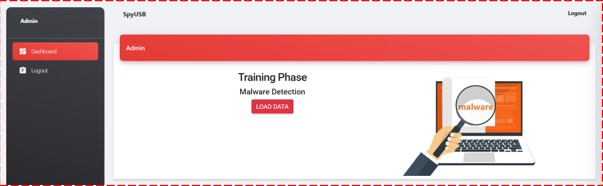 Admin
Dashboard
Logout
SpyUSB
Logout
Admin
Training Phase
Malware Detection
LOAD DATA
malware